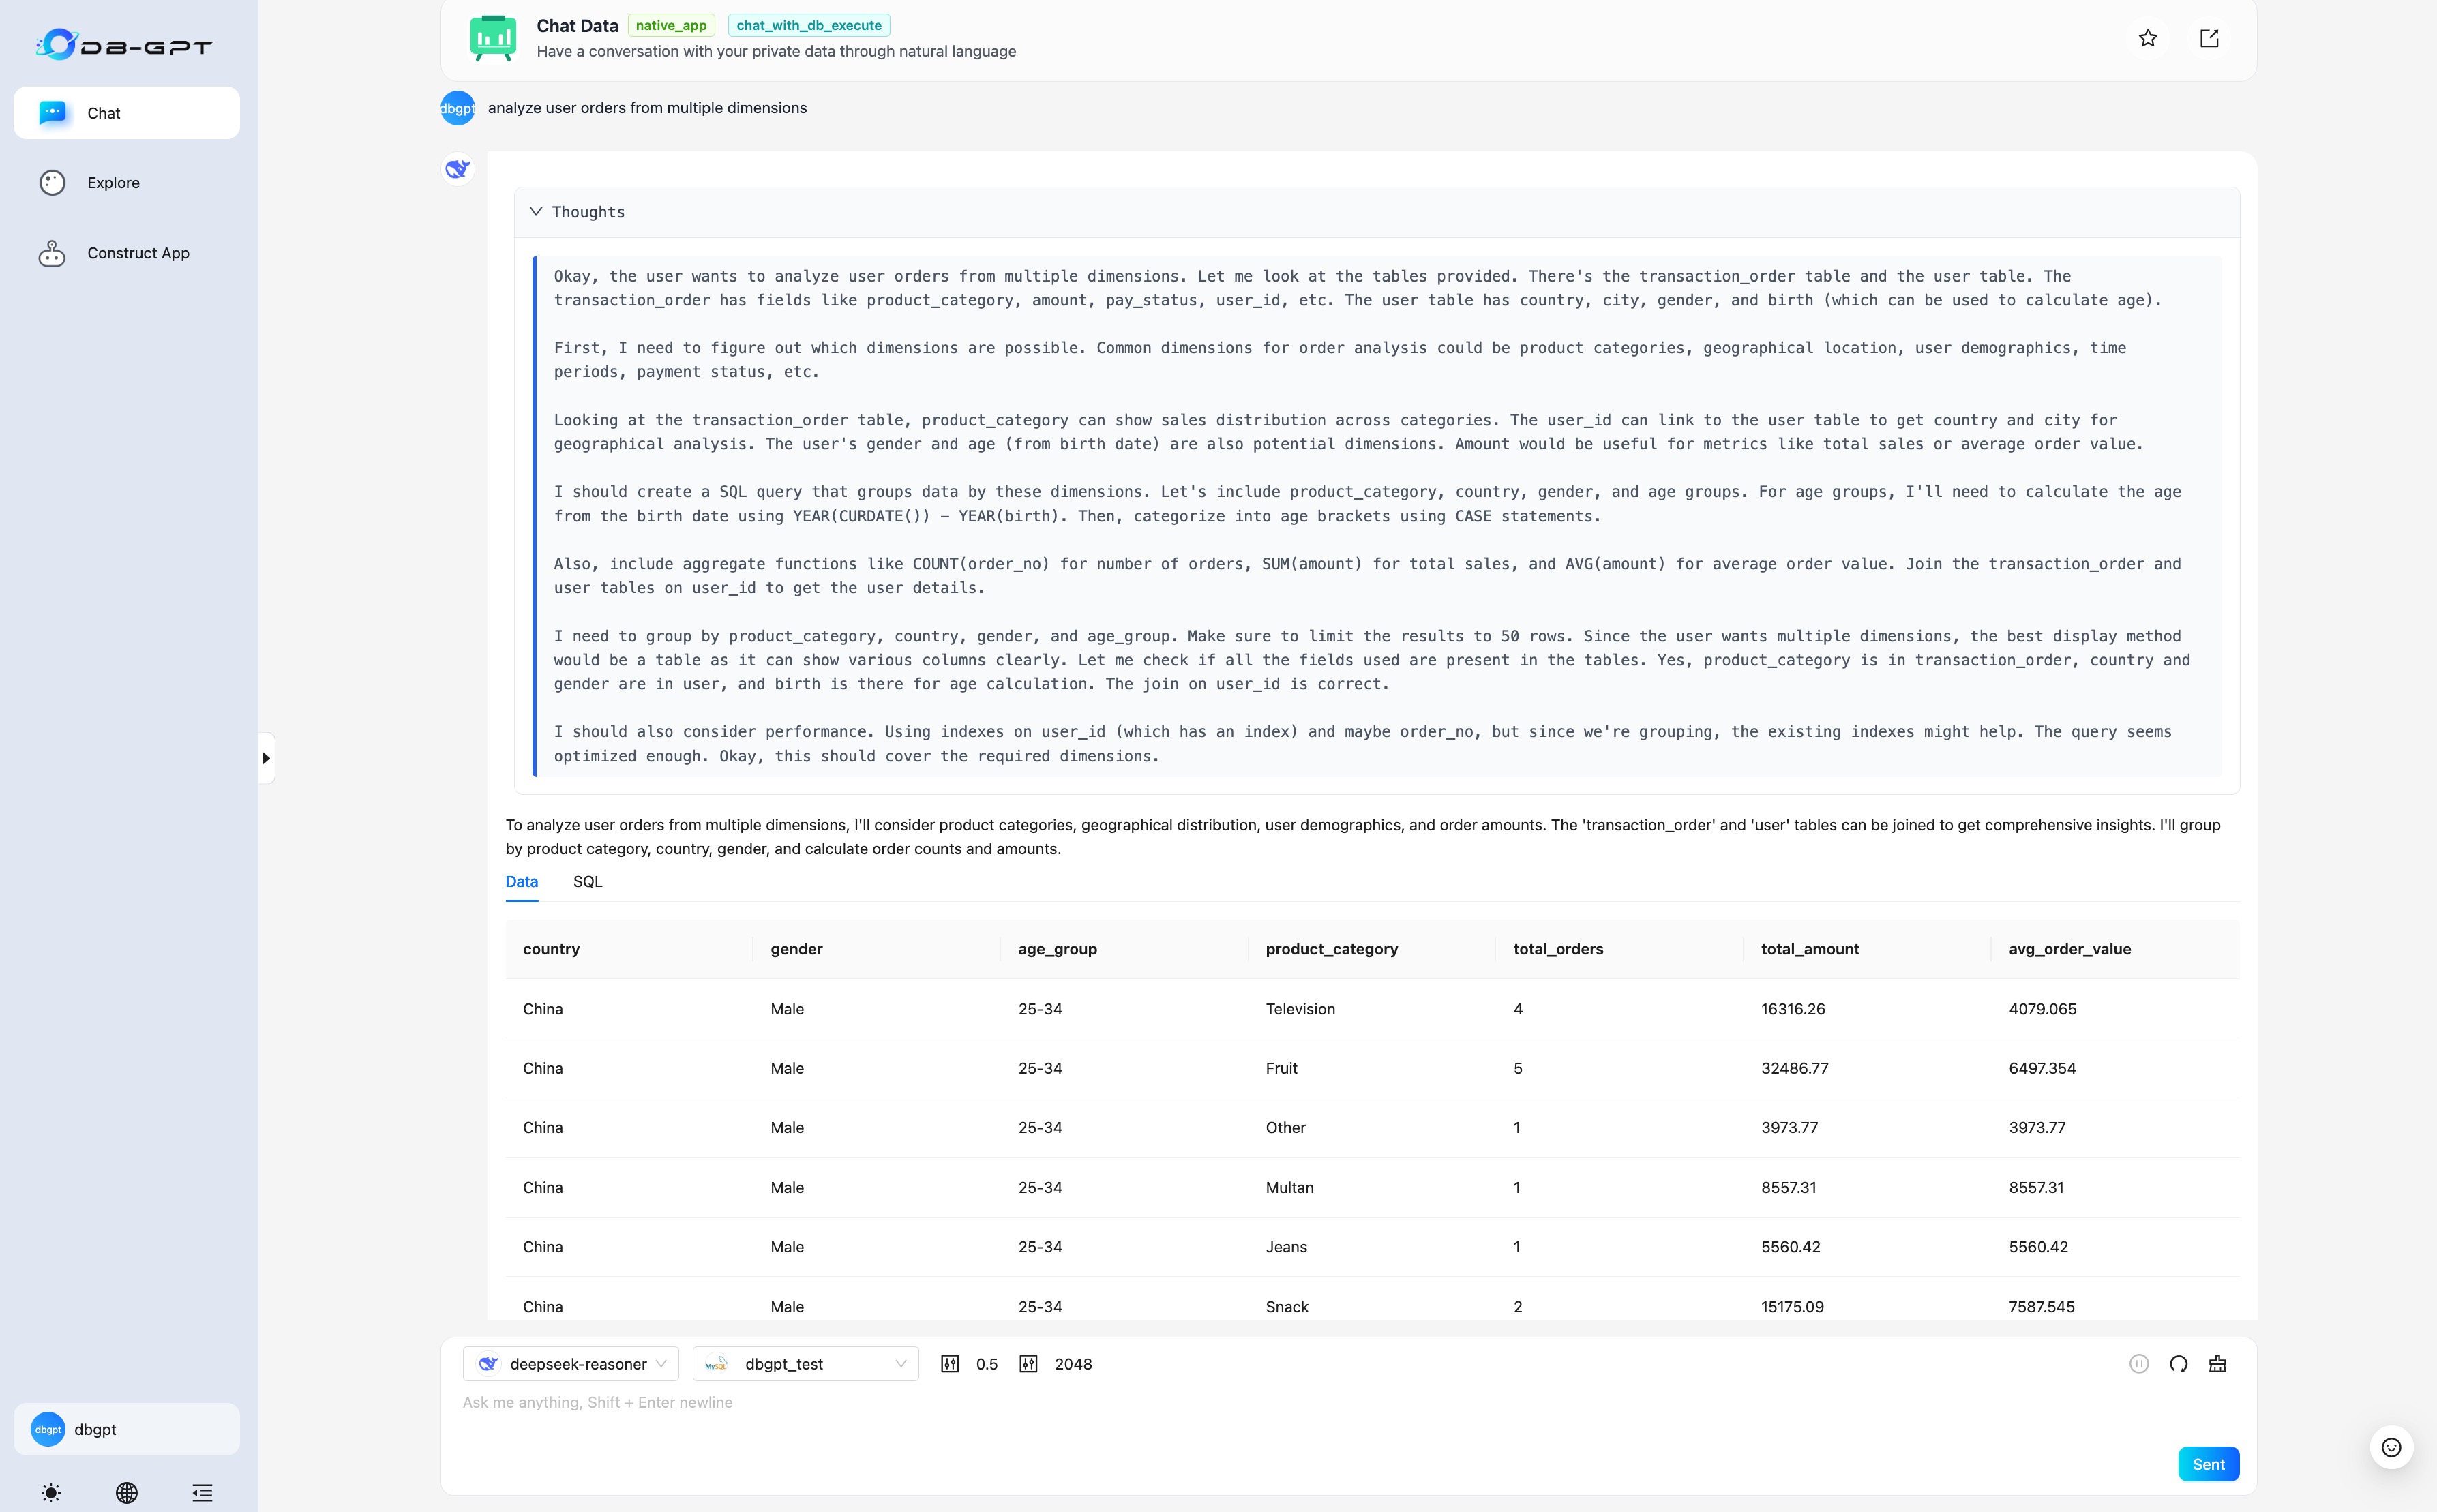 DB-GPT
Chat
Explore
Construct App
dbgpt
dbgpt
Chat Data native_app chat_with_db_execute
Have a conversation with your private data through natural language
dbgpt analyze user orders from multiple dimensions
Thoughts
Okay, the user wants to analyze user orders from multiple dimensions. Let me look at the tables provided. There's the transaction_order table and the user table. The
transaction_order has fields like product_category, amount, pay_status, user_id, etc. The user table has country, city, gender, and birth (which can be used to calculate age).
First, I need to figure out which dimensions are possible. Common dimensions for order analysis could be product categories, geographical location, user demographics, time
periods, payment status, etc.
Looking at the transaction_order table, product_category can show sales distribution across categories. The user_id can link to the user table to get country and city for
geographical analysis. The user's gender and age (from birth date) are also potential dimensions. Amount would be useful for metrics like total sales or average order value.
I should create a SQL query that groups data by these dimensions. Let's include product_category, country, gender, and age groups. For age groups, I'll need to calculate the age
from the birth date using YEAR(CURDATE()) – YEAR(birth). Then, categorize into age brackets using CASE statements.
Also, include aggregate functions like COUNT(order_no) for number of orders, SUM(amount) for total sales, and AVG(amount) for average order value. Join the transaction_order and
user tables on user_id to get the user details.
I need to group by product_category, country, gender, and age_group. Make sure to limit the results to 50 rows. Since the user wants multiple dimensions, the best display method
would be a table as it can show various columns clearly. Let me check if all the fields used are present in the tables. Yes, product_category is in transaction_order, country and
gender are in user, and birth is there for age calculation. The join on user_id is correct.
I should also consider performance. Using indexes on user_id (which has an index) and maybe order_no, but since we're grouping, the existing indexes might help. The query seems
optimized enough. Okay, this should cover the required dimensions.
To analyze user orders from multiple dimensions, I'll consider product categories, geographical distribution, user demographics, and order amounts. The 'transaction_order' and 'user' tables can be joined to get comprehensive insights. I'll group
by product category, country, gender, and calculate order counts and amounts.
Data SQL
country gender age_group product_category total_orders total_amount avg_order_value
China Male 25-34 Television 4 16316.26 4079.065
China Male 25-34 Fruit 5 32486.77 6497.354
China Male 25-34 Other 1 3973.77 3973.77
China Male 25-34 Multan 1 8557.31 8557.31
China Male 25-34 Jeans 1 5560.42 5560.42
China Male 25-34 Snack 2 15175.09 7587.545
deepseek-reasoner MySQL dbgpt_test 0.5 2048
Ask me anything, Shift + Enter newline
Sent